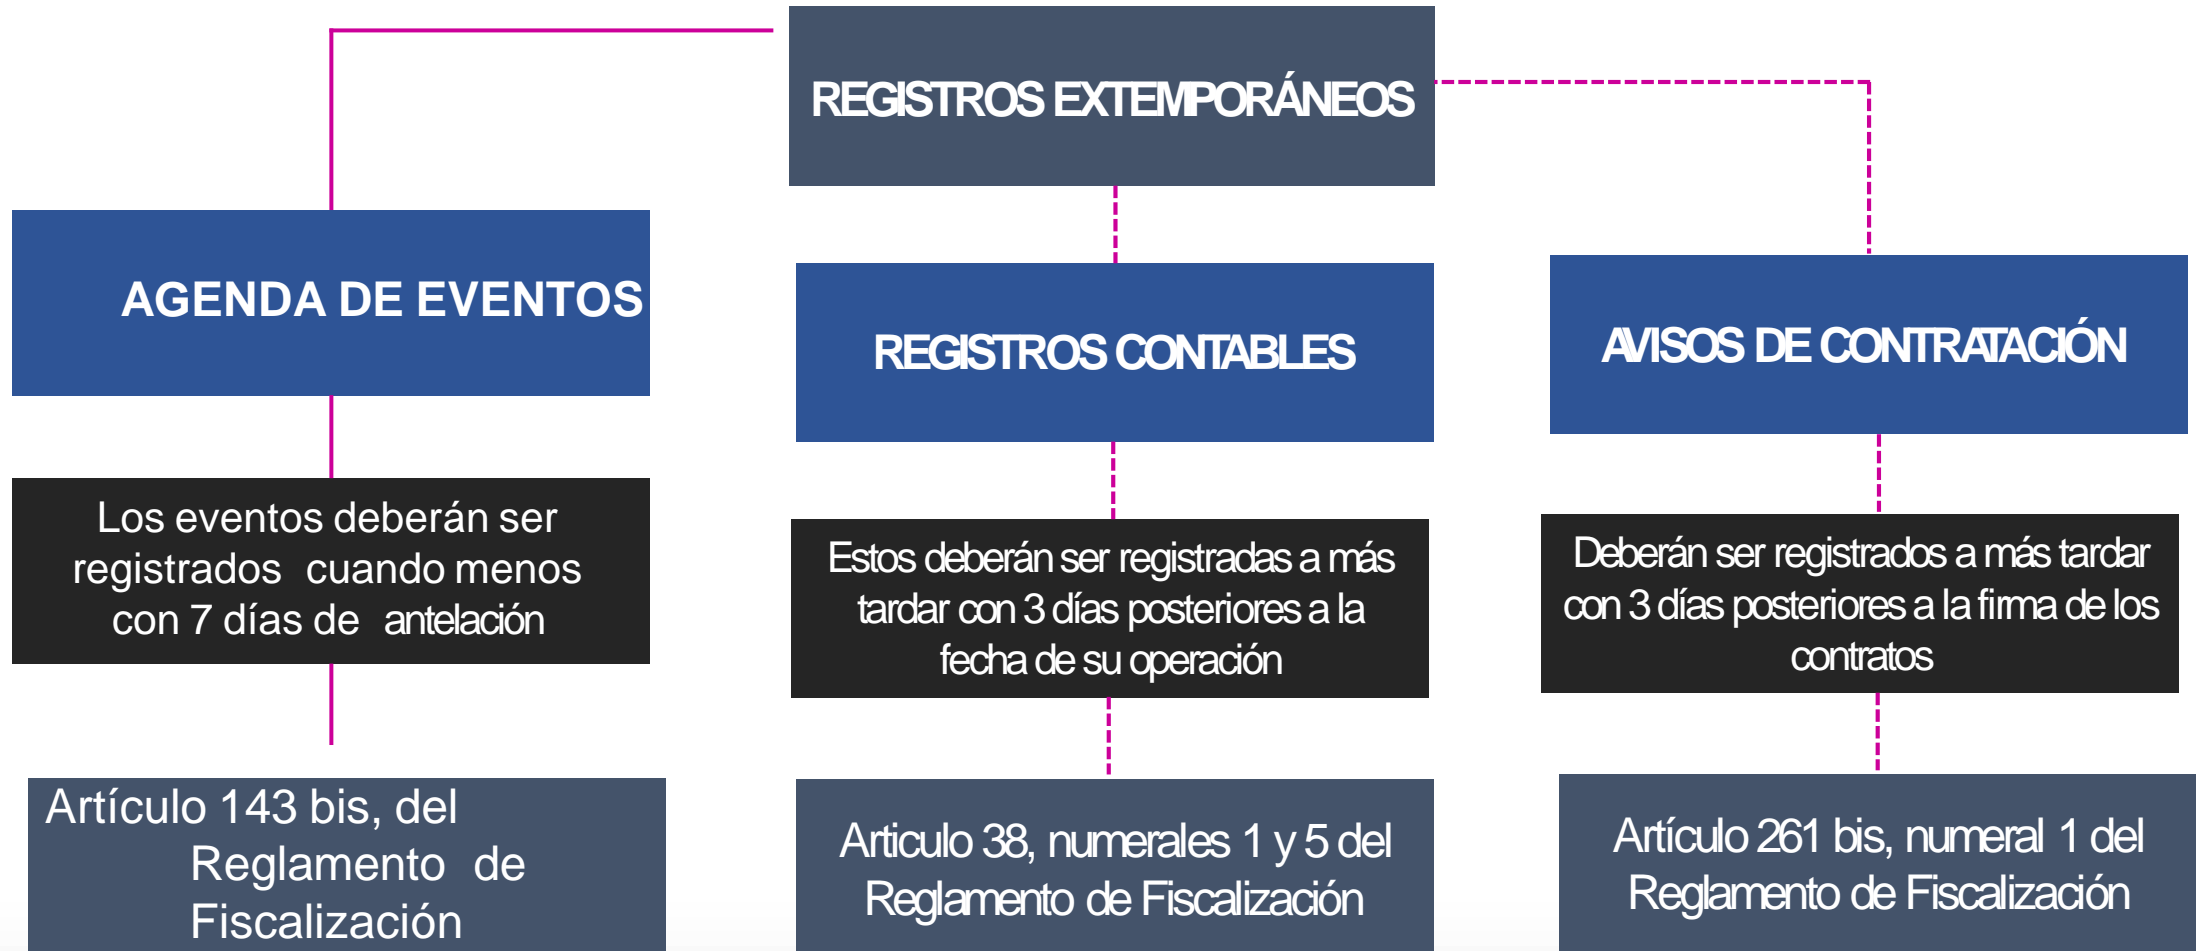 REGISTROS EXTEMPORÁNEOS
AGENDA DE EVENTOS
Los eventos deberán ser
registrados cuando menos
con 7 días de antelación
Artículo 143 bis, del
Reglamento de
Fiscalización
REGISTROS CONTABLES
Estos deberán ser registradas a más
tardar con 3 días posteriores a la
fecha de su operación
Articulo 38, numerales 1 y 5 del
Reglamento de Fiscalización
AVISOS DE CONTRATACIÓN
Deberán ser registrados a más tardar
con 3 días posteriores a la firma de los
contratos
Artículo 261 bis, numeral 1 del
Reglamento de Fiscalización